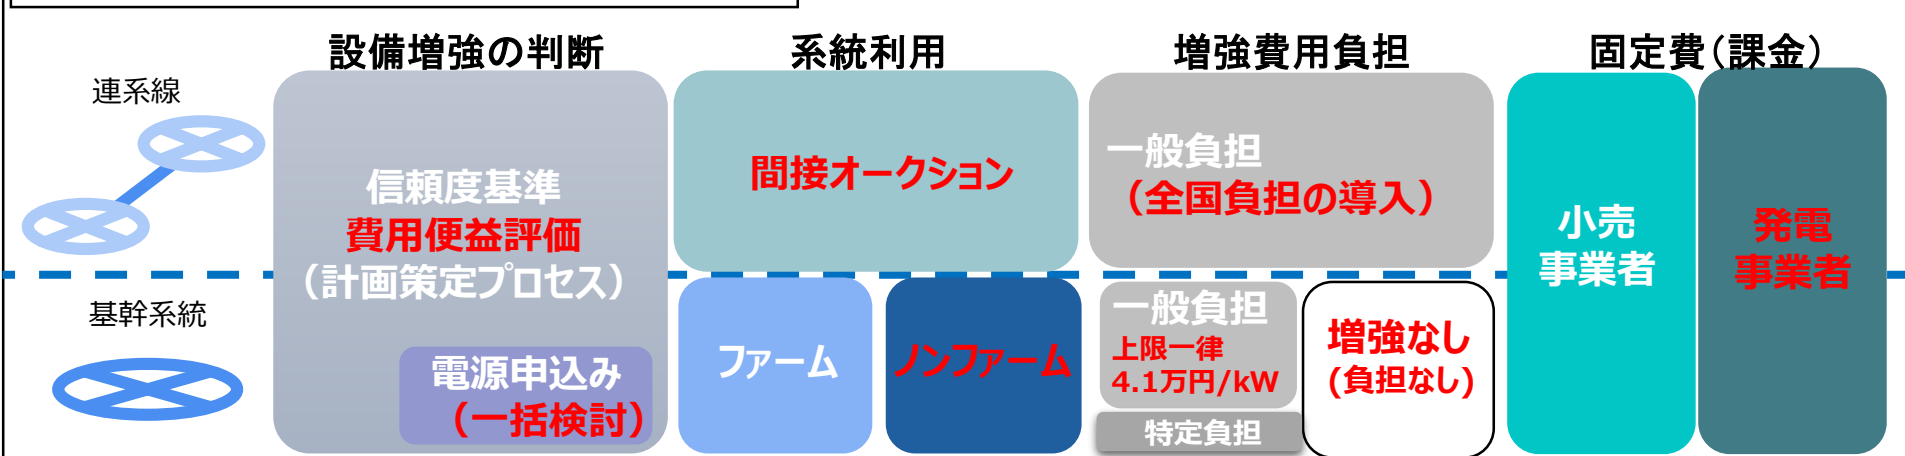 設備増強の判断
系統利用
増強費用負担
固定費(課金)
連系線
信頼度基準
費用便益評価
(計画策定プロセス)
間接オークション
一般負担
(全国負担の導入)
小売
事業者
発電
事業者
基幹系統
電源申込み
(一括検討)
ファーム
ノンファーム
一般負担
上限一律
4.1万円/kW
特定負担
増強なし
(負担なし)